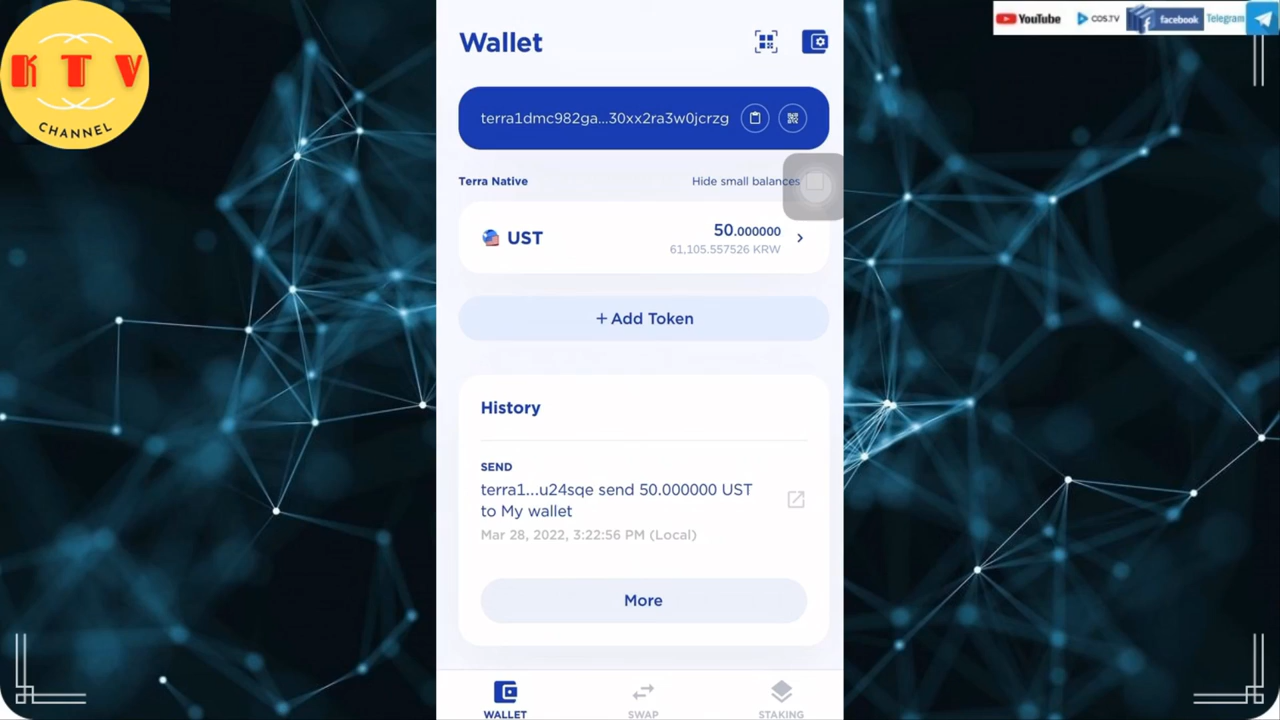 K T V
CHANNEL
YouTube
COS.TV
facebook
Telegram
Wallet
terra1dmc982ga...30xx2ra3w0jcrzg
Terra Native
Hide small balances
UST
50.000000
61,105.557526 KRW
+ Add Token
History
SEND
terra1...u24sqe send 50.000000 UST
to My wallet
Mar 28, 2022, 3:22:56 PM (Local)
More
WALLET
SWAP
STAKING